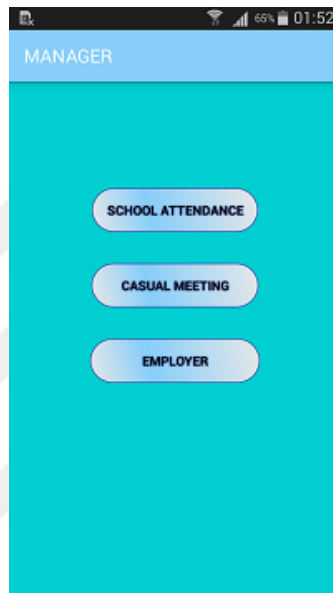 65% 01:52
MANAGER
SCHOOL ATTENDANCE
CASUAL MEETING
EMPLOYER